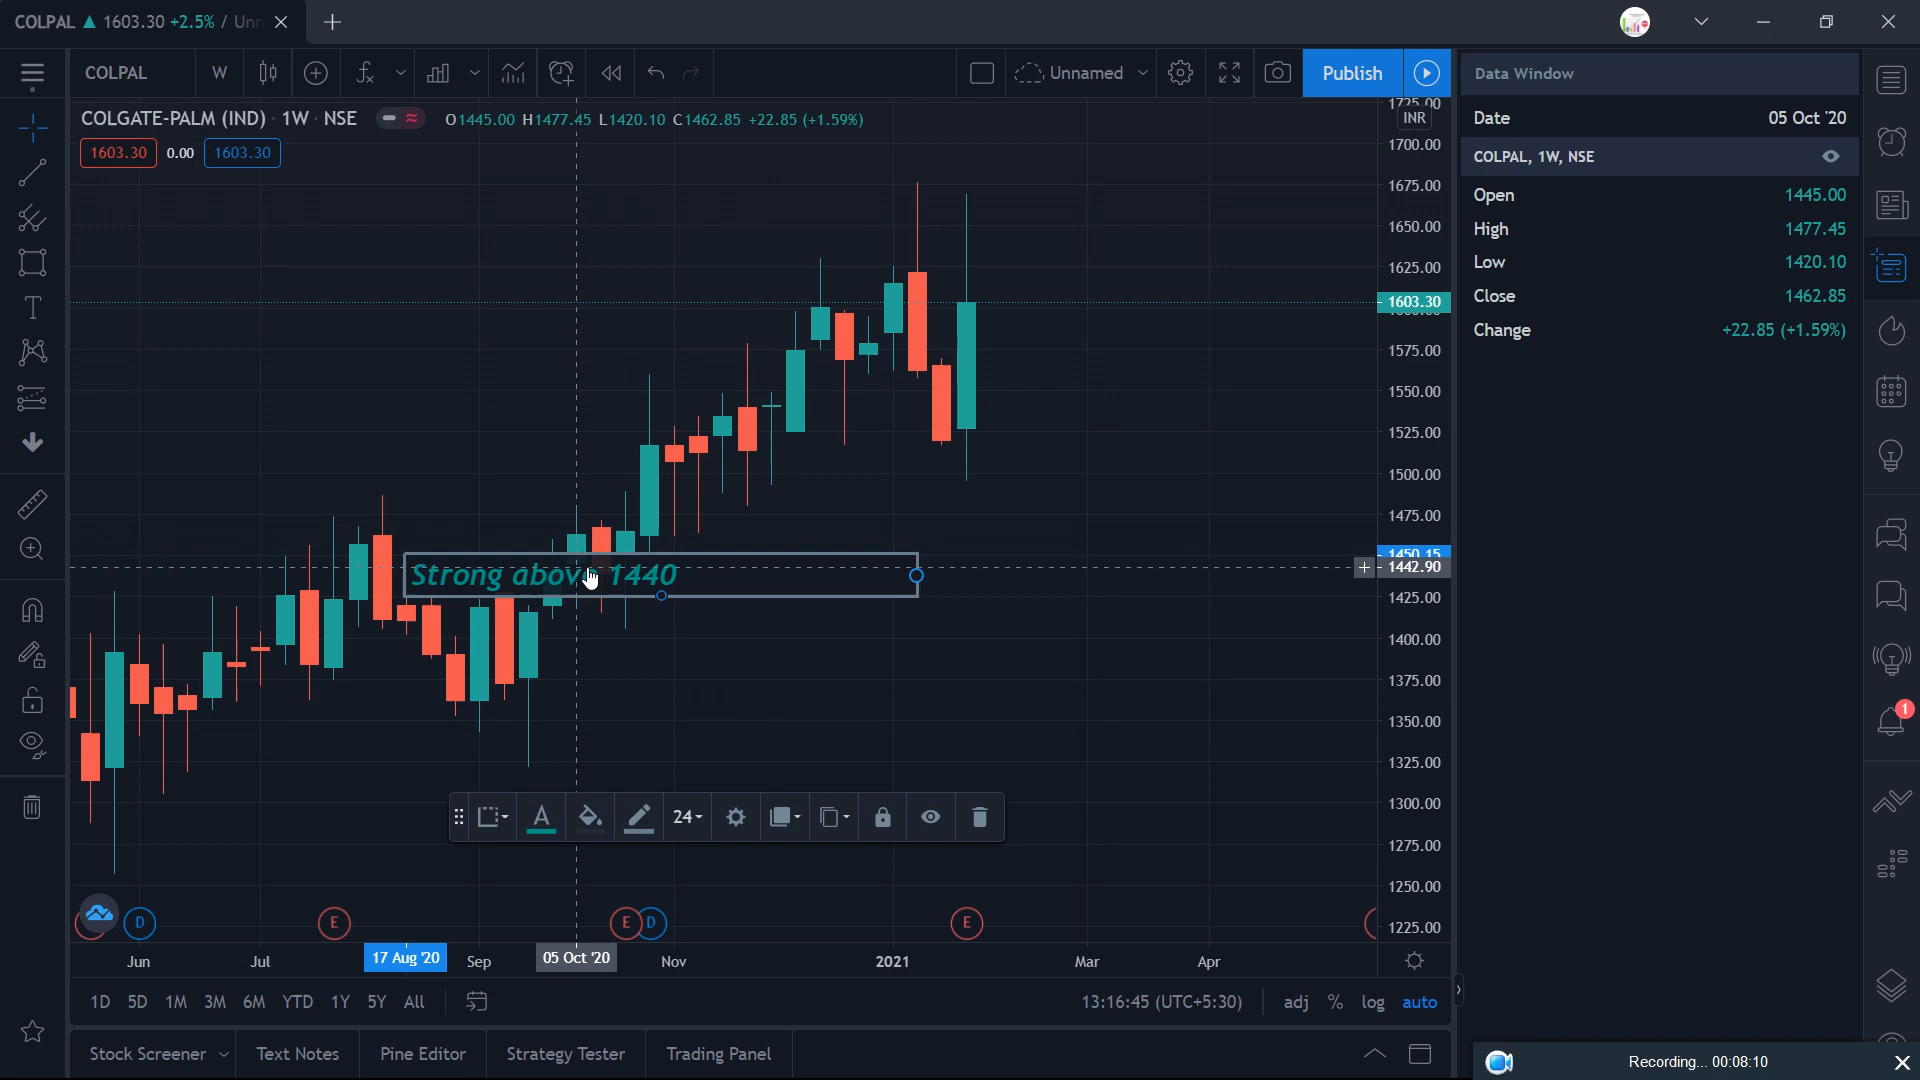 COLPAL ▲ 1603.30 +2.5% / Unn
COLPAL W Unnamed Publish
COLGATE-PALM (IND) · 1W · NSE O1445.00 H1477.45 L1420.10 C1462.85 +22.85 (+1.59%)
1603.30 0.00 1603.30
1725.00
INR
1700.00
1675.00
1650.00
1625.00
1603.30
1575.00
1550.00
1525.00
1500.00
1475.00
1450.15
1442.90
1425.00
1400.00
1375.00
1350.00
1325.00
1300.00
1275.00
1250.00
1225.00
Strong above 1440
24
D E E D E
Jun Jul 17 Aug '20 Sep 05 Oct '20 Nov 2021 Mar Apr
1D 5D 1M 3M 6M YTD 1Y 5Y All 13:16:45 (UTC+5:30) adj % log auto
Stock Screener Text Notes Pine Editor Strategy Tester Trading Panel
Data Window
Date 05 Oct '20
COLPAL, 1W, NSE
Open 1445.00
High 1477.45
Low 1420.10
Close 1462.85
Change +22.85 (+1.59%)
1
Recording... 00:08:10